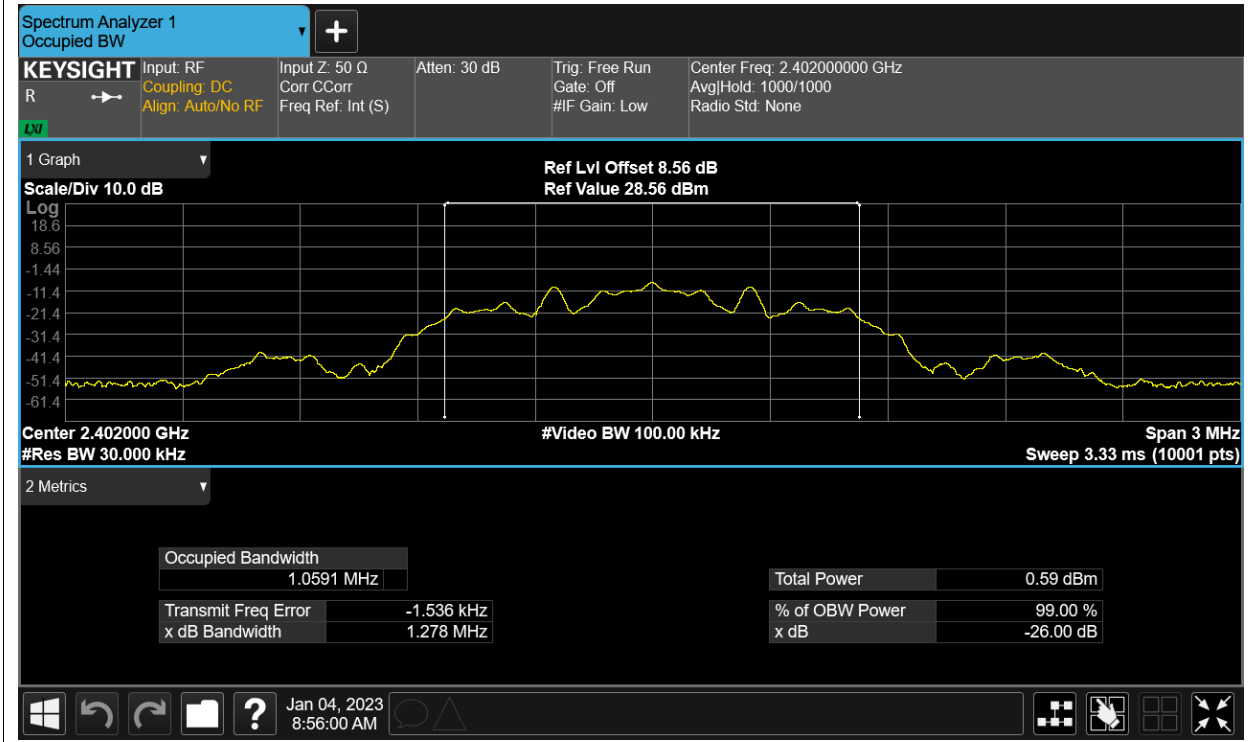 Spectrum Analyzer 1
Occupied BW
KEYSIGHT
R
LXI
Input: RF
Coupling: DC
Align: Auto/No RF
Input Z: 50 Ω
Corr CCorr
Freq Ref: Int (S)
Atten: 30 dB
Trig: Free Run
Gate: Off
#IF Gain: Low
Center Freq: 2.402000000 GHz
Avg|Hold: 1000/1000
Radio Std: None
1 Graph
Scale/Div 10.0 dB
Ref Lvl Offset 8.56 dB
Ref Value 28.56 dBm
Log
18.6
8.56
-1.44
-11.4
-21.4
-31.4
-41.4
-51.4
-61.4
Center 2.402000 GHz
#Video BW 100.00 kHz
Span 3 MHz
#Res BW 30.000 kHz
Sweep 3.33 ms (10001 pts)
2 Metrics
Occupied Bandwidth
1.0591 MHz
Total Power 0.59 dBm
Transmit Freq Error -1.536 kHz
% of OBW Power 99.00 %
x dB Bandwidth 1.278 MHz
x dB -26.00 dB
?
Jan 04, 2023
8:56:00 AM